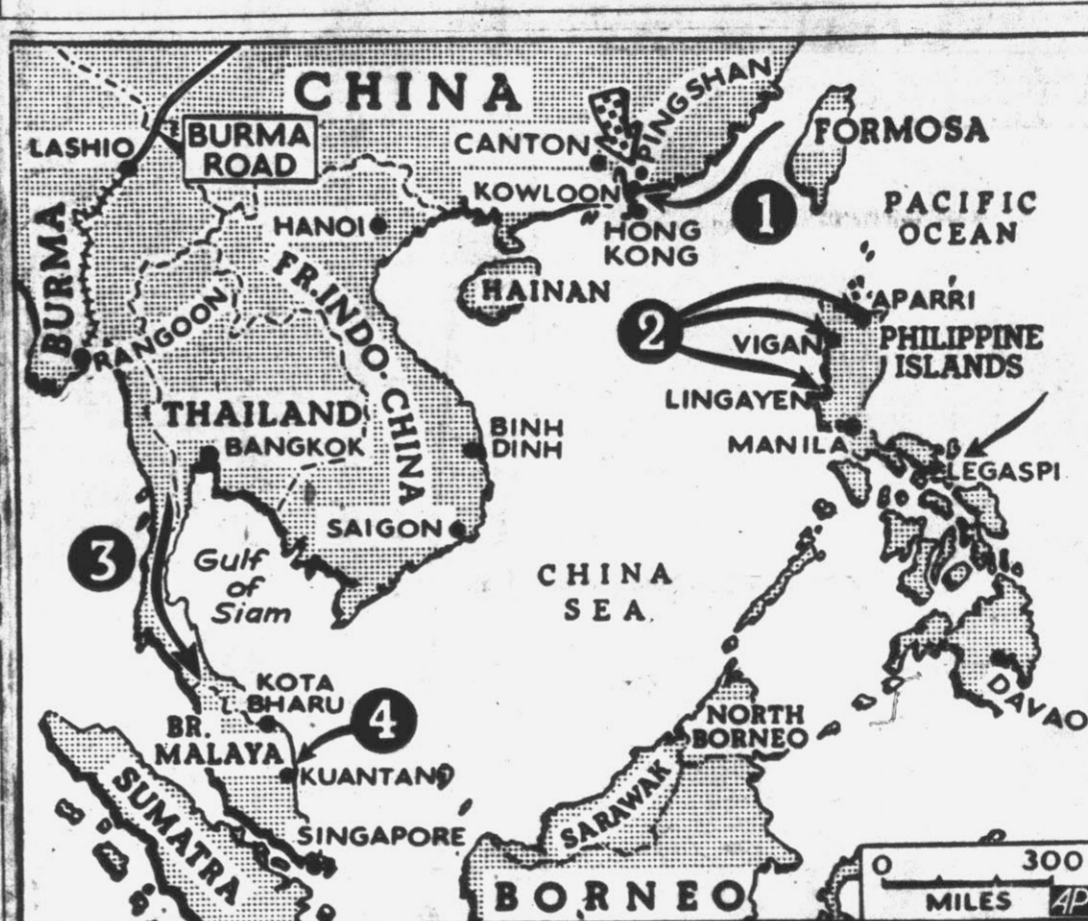 CHINA
PINGSHAN
FORMOSA
LASHIO
BURMA
ROAD
CANTON
KOWLOON
1
PACIFIC
OCEAN
HANOI
HONG
KONG
BURMA
FR. INDO-CHINA
HAINAN
RANGOON
2
APARRI
VIGAN
PHILIPPINE
ISLANDS
THAILAND
LINGAYEN
BANGKOK
BINH
DINH
MANILA
LEGASPI
SAIGON
3
Gulf
of
Siam
CHINA
SEA
KOTA
BHARU
4
DAVAO
BR.
MALAYA
NORTH
BORNEO
KUANTAN
SUMATRA
SARAWAK
SINGAPORE
BORNEO
0 300
MILES
AP